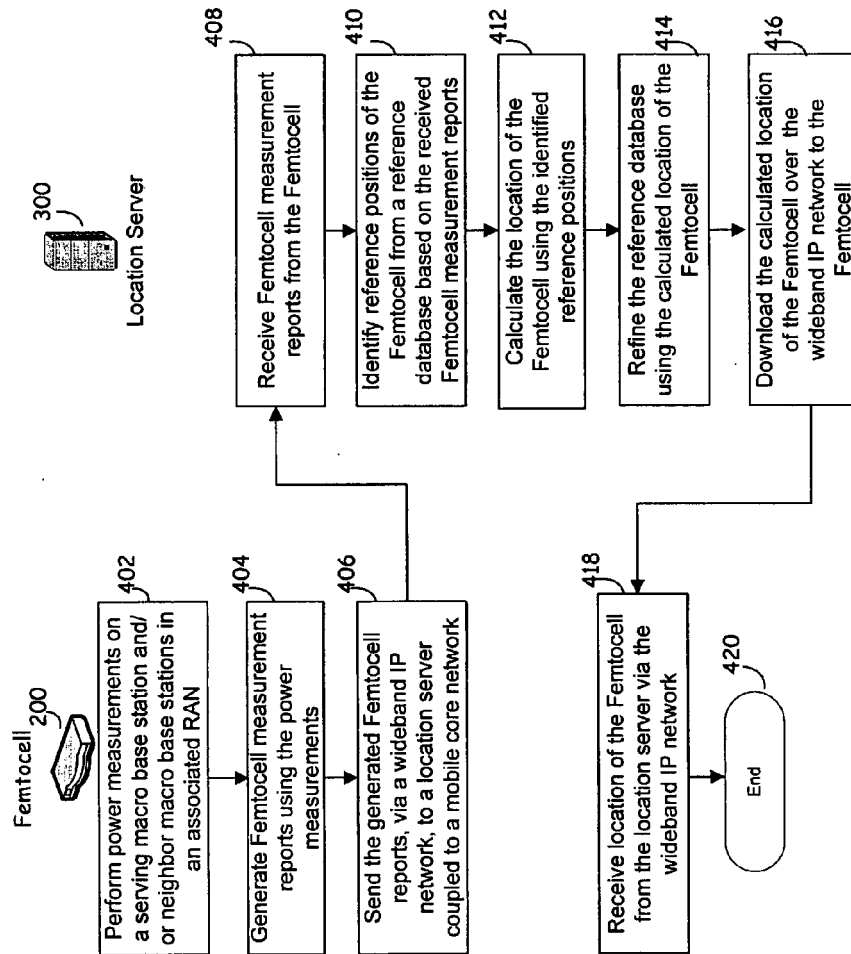 Femtocell
200
402
Perform power measurements on
a serving macro base station and/
or neighbor macro base stations in
an associated RAN
404
Generate Femtocell measurement
reports using the power
measurements
406
Send the generated Femtocell
reports, via a wideband IP
network, to a location server
coupled to a mobile core network
300
Location Server
408
Receive Femtocell measurement
reports from the Femtocell
410
Identify reference positions of the
Femtocell from a reference
database based on the received
Femtocell measurement reports
412
Calculate the location of the
Femtocell using the identified
reference positions
414
Refine the reference database
using the calculated location of the
Femtocell
416
Download the calculated location
of the Femtocell over the
wideband IP network to the
Femtocell
418
Receive location of the Femtocell
from the location server via the
wideband IP network
420
End